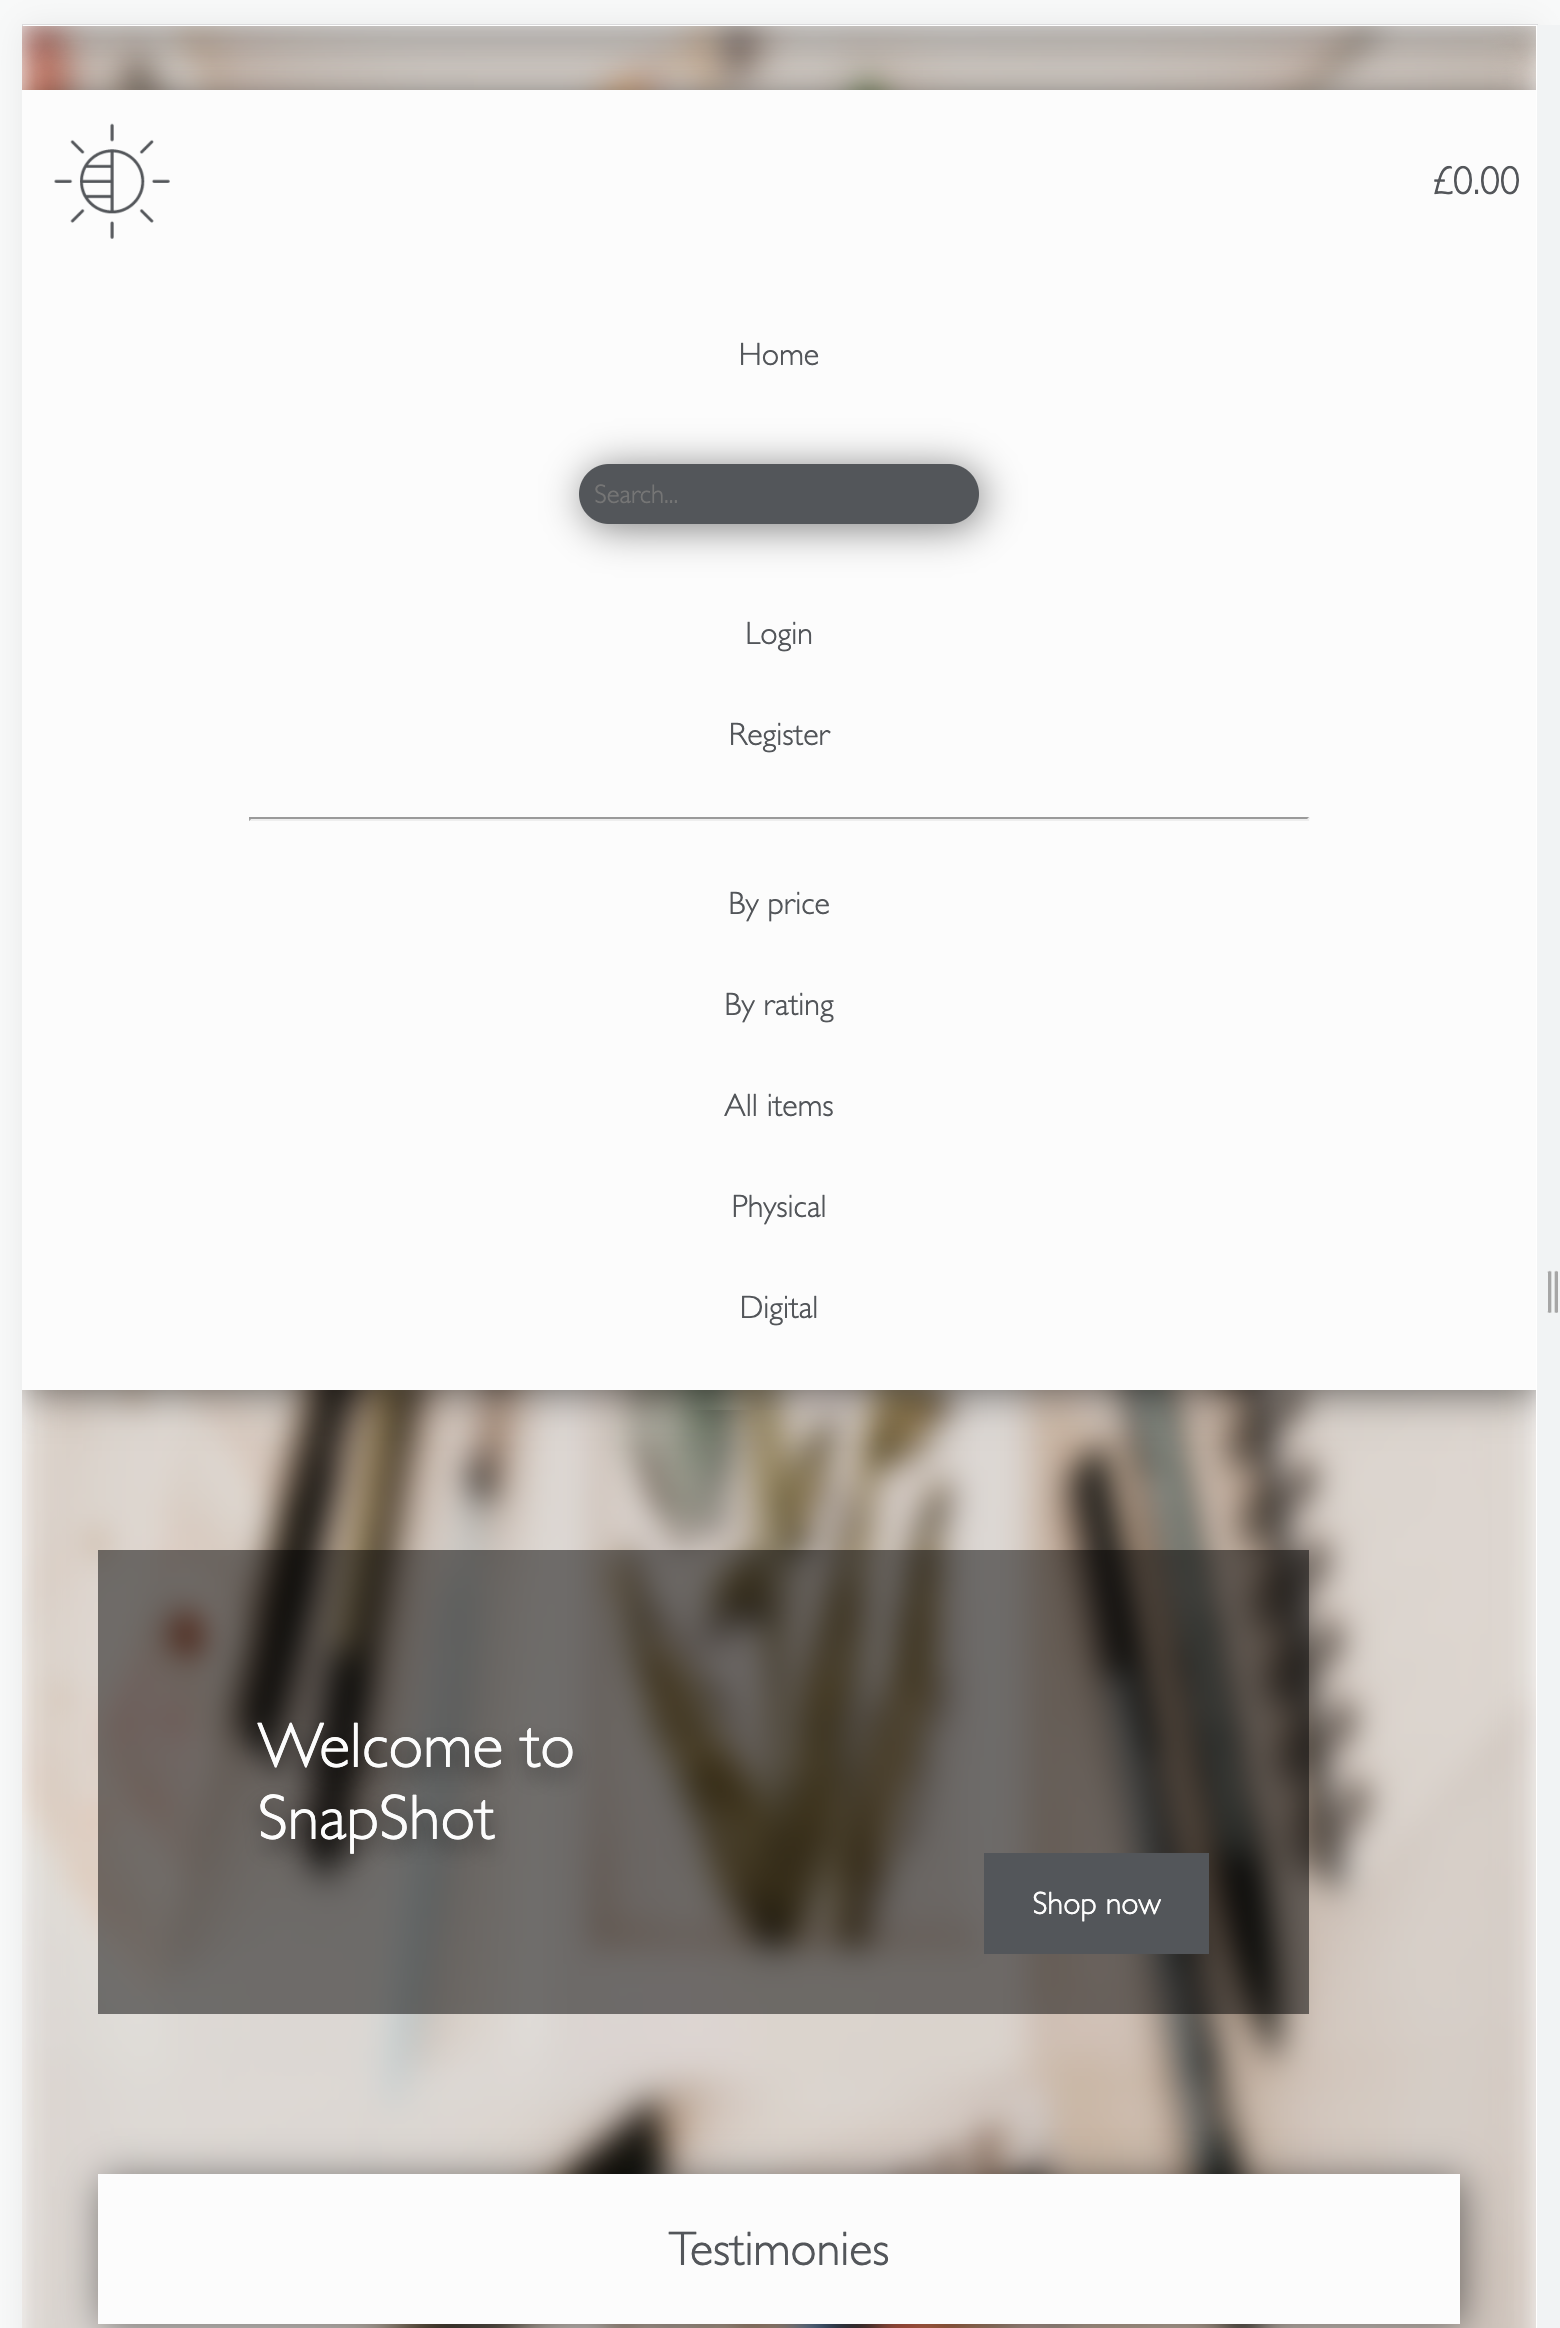 £0.00
Home
Search...
Login
Register
By price
By rating
All items
Physical
Digital
Welcome to
SnapShot
Shop now
Testimonies